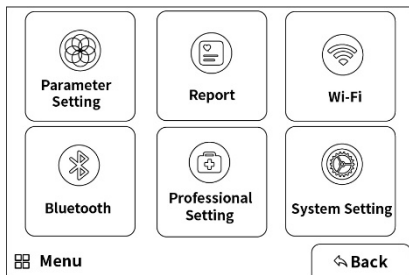 Parameter
Setting
Report
Wi-Fi
Bluetooth
Professional
Setting
System Setting
Menu
Back